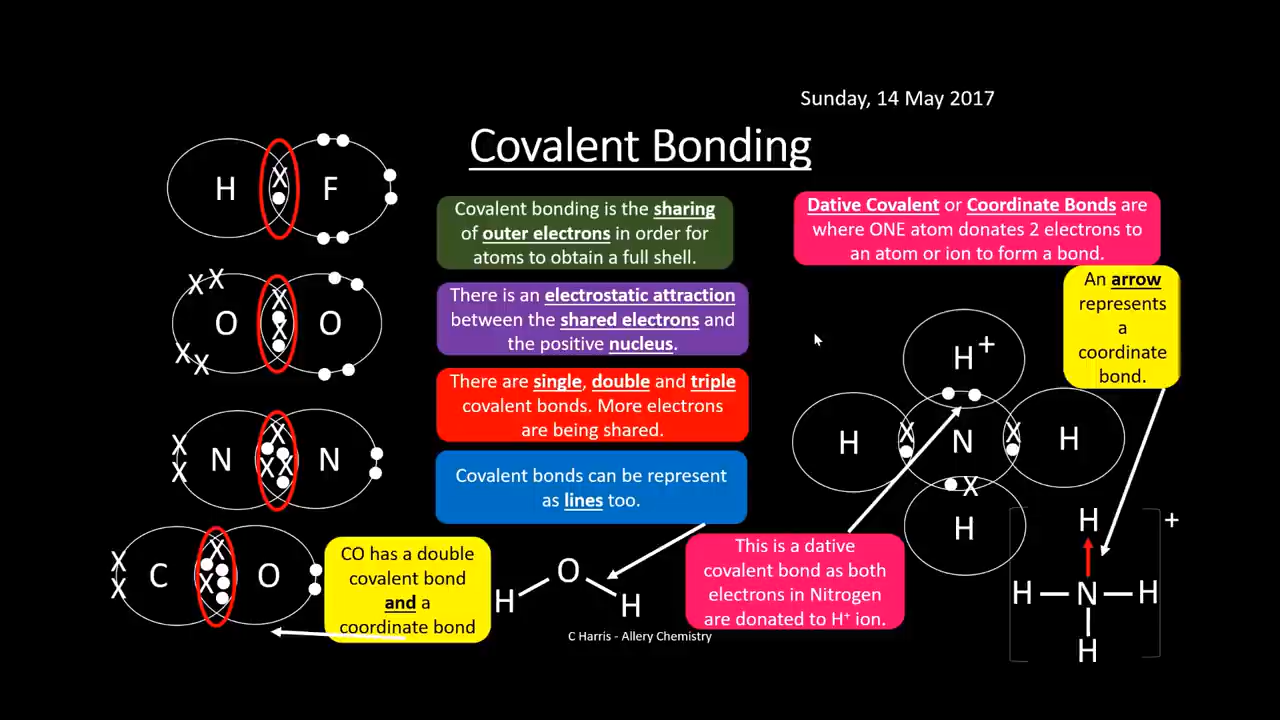 Sunday, 14 May 2017
Covalent Bonding
H X F
Covalent bonding is the sharing
of outer electrons in order for
atoms to obtain a full shell.
There is an electrostatic attraction
between the shared electrons and
the positive nucleus.
There are single, double and triple
covalent bonds. More electrons
are being shared.
Covalent bonds can be represent
as lines too.
Dative Covalent or Coordinate Bonds are
where ONE atom donates 2 electrons to
an atom or ion to form a bond.
An arrow
represents
a
coordinate
bond.
X X
O X X O
X X
X X
N X X X N
X X
C X X O
CO has a double
covalent bond
and a
coordinate bond
O
H H
H +
H X N X H
X
H
This is a dative
covalent bond as both
electrons in Nitrogen
are donated to H⁺ ion.
H +
H N H
H
C Harris - Allery Chemistry